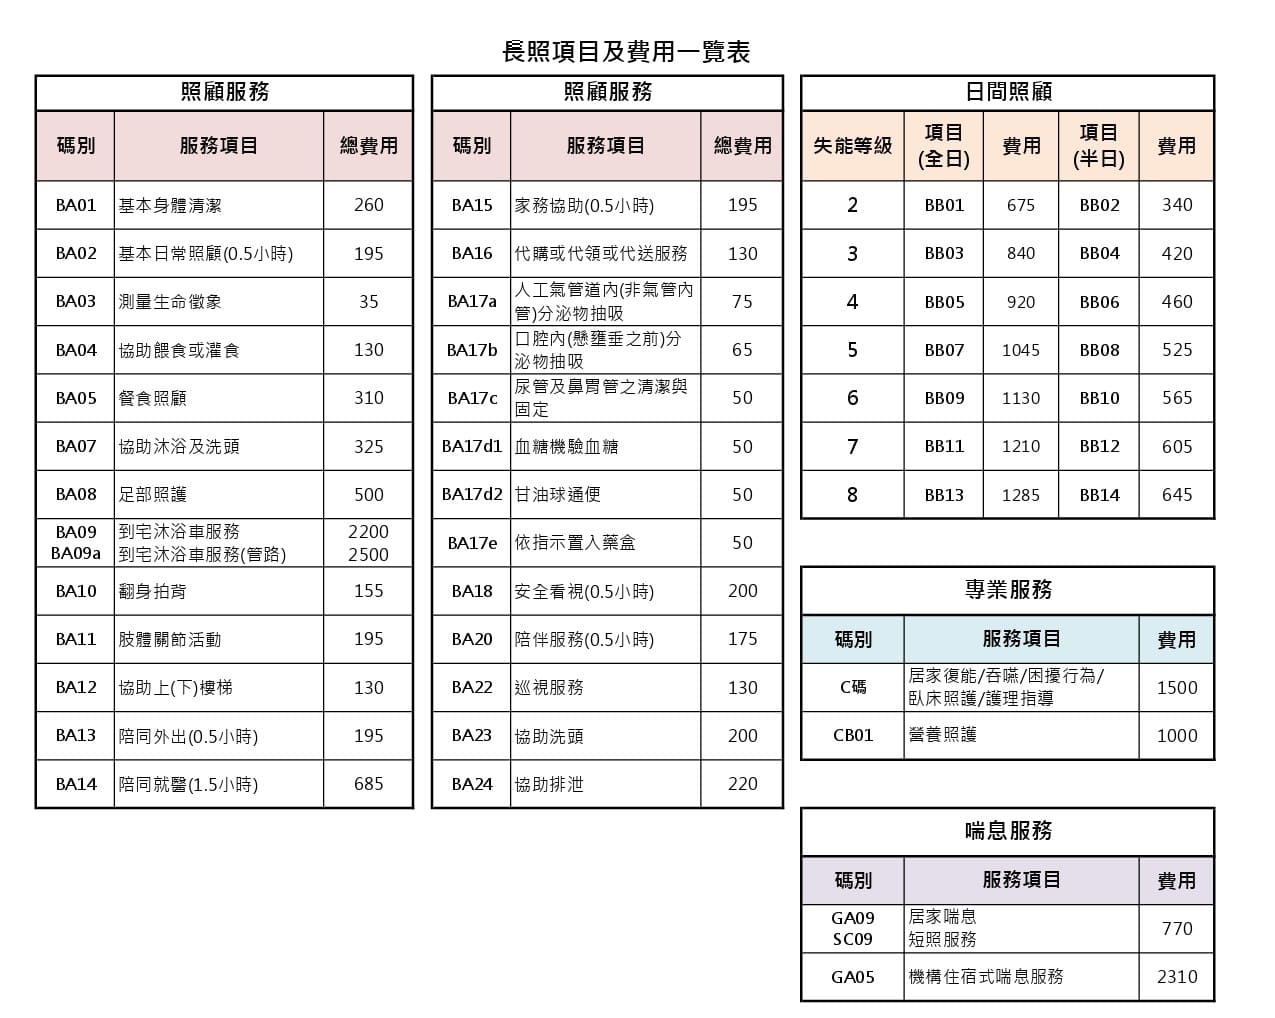 長照項目及費用一覽表
照顧服務
碼別 服務項目 總費用
BA01 基本身體清潔 260
BA02 基本日常照顧(0.5小時) 195
BA03 測量生命徵象 35
BA04 協助餵食或灌食 130
BA05 餐食照顧 310
BA07 協助沐浴及洗頭 325
BA08 足部照護 500
BA09 到宅沐浴車服務 2200
BA09a 到宅沐浴車服務(管路) 2500
BA10 翻身拍背 155
BA11 肢體關節活動 195
BA12 協助上(下)樓梯 130
BA13 陪同外出(0.5小時) 195
BA14 陪同就醫(1.5小時) 685
照顧服務
碼別 服務項目 總費用
BA15 家務協助(0.5小時) 195
BA16 代購或代領或代送服務 130
BA17a 人工氣管道內(非氣管內
管)分泌物抽吸 75
BA17b 口腔內(懸壅垂之前)分
泌物抽吸 65
BA17c 尿管及鼻胃管之清潔與
固定 50
BA17d1 血糖機驗血糖 50
BA17d2 甘油球通便 50
BA17e 依指示置入藥盒 50
BA18 安全看視(0.5小時) 200
BA20 陪伴服務(0.5小時) 175
BA22 巡視服務 130
BA23 協助洗頭 200
BA24 協助排泄 220
日間照顧
失能等級 項目 費用 項目 費用
(全日) (半日)
2 BB01 675 BB02 340
3 BB03 840 BB04 420
4 BB05 920 BB06 460
5 BB07 1045 BB08 525
6 BB09 1130 BB10 565
7 BB11 1210 BB12 605
8 BB13 1285 BB14 645
專業服務
碼別 服務項目 費用
C碼 居家復能/吞嚥/困擾行為/
臥床照護/護理指導 1500
CB01 營養照護 1000
喘息服務
碼別 服務項目 費用
GA09 居家喘息
SC09 短照服務 770
GA05 機構住宿式喘息服務 2310